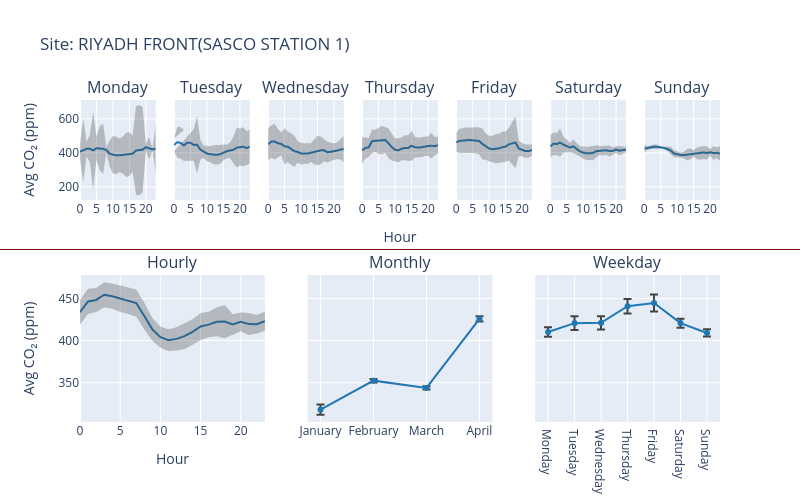 Site: RIYADH FRONT(SASCO STATION 1)
Monday Tuesday Wednesday Thursday Friday Saturday Sunday
Avg CO₂ (ppm)
600
400
200
0 5 10 15 20 0 5 10 15 20 0 5 10 15 20 0 5 10 15 20 0 5 10 15 20 0 5 10 15 20 0 5 10 15 20
Hour
Hourly Monthly Weekday
Avg CO₂ (ppm)
450
400
350
0 5 10 15 20 January February March April Monday Tuesday Wednesday Thursday Friday Saturday Sunday
Hour